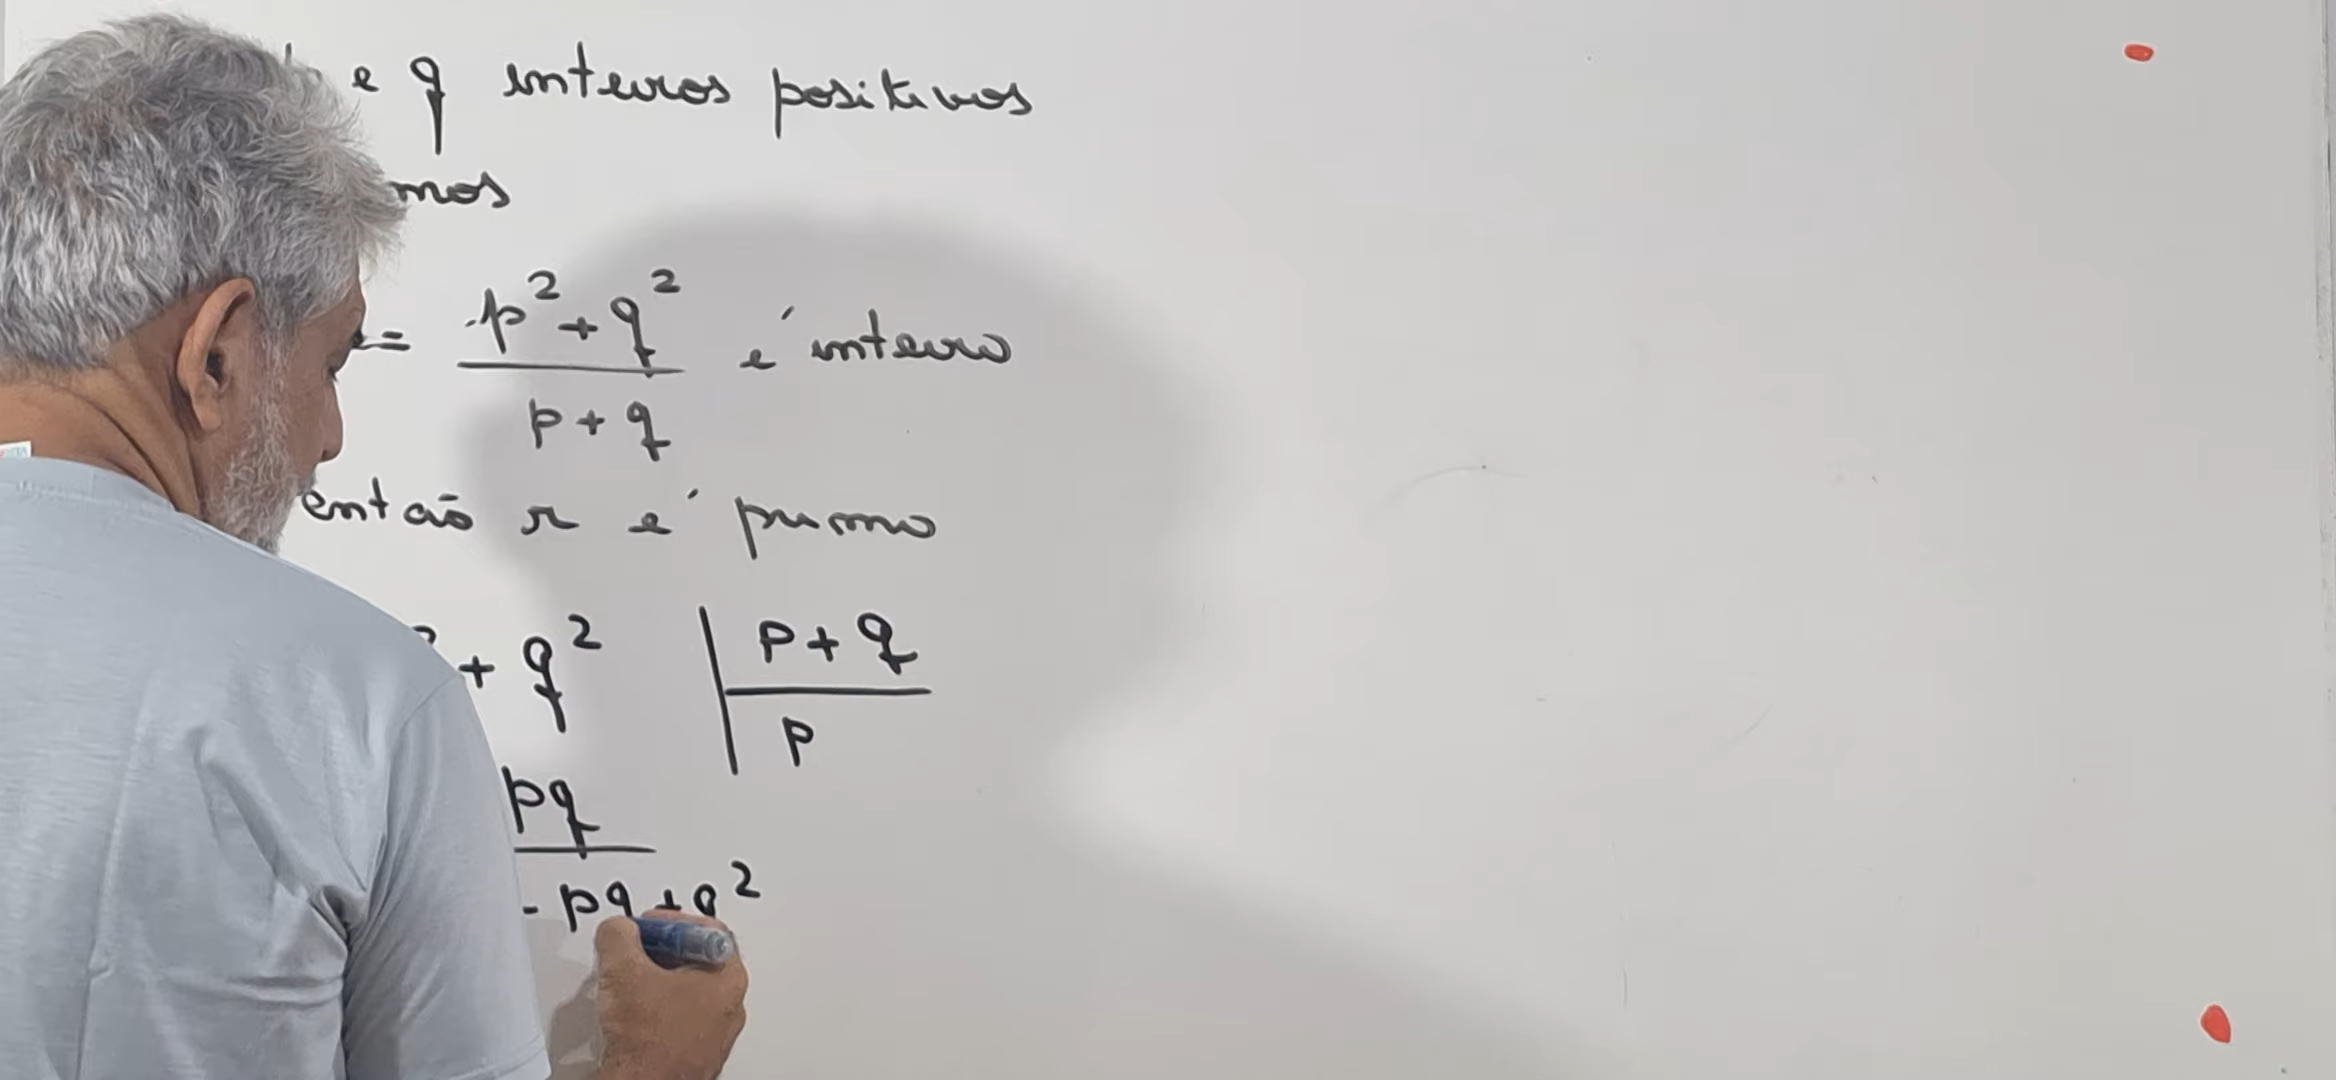 e q inteiros positivos
mos
= p² + q² / p + q é inteiro
então r é primo
+ q² | p + q
p
pq
- pq + q²